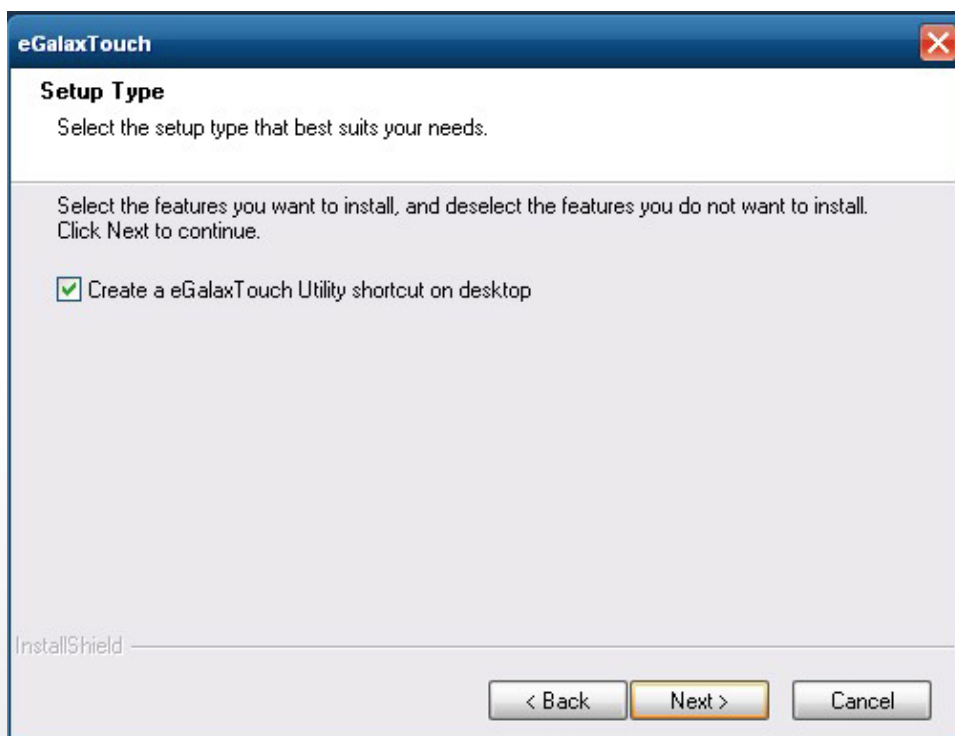 eGalaxTouch
Setup Type
Select the setup type that best suits your needs.
Select the features you want to install, and deselect the features you do not want to install.
Click Next to continue.
Create a eGalaxTouch Utility shortcut on desktop
InstallShield
< Back
Next >
Cancel